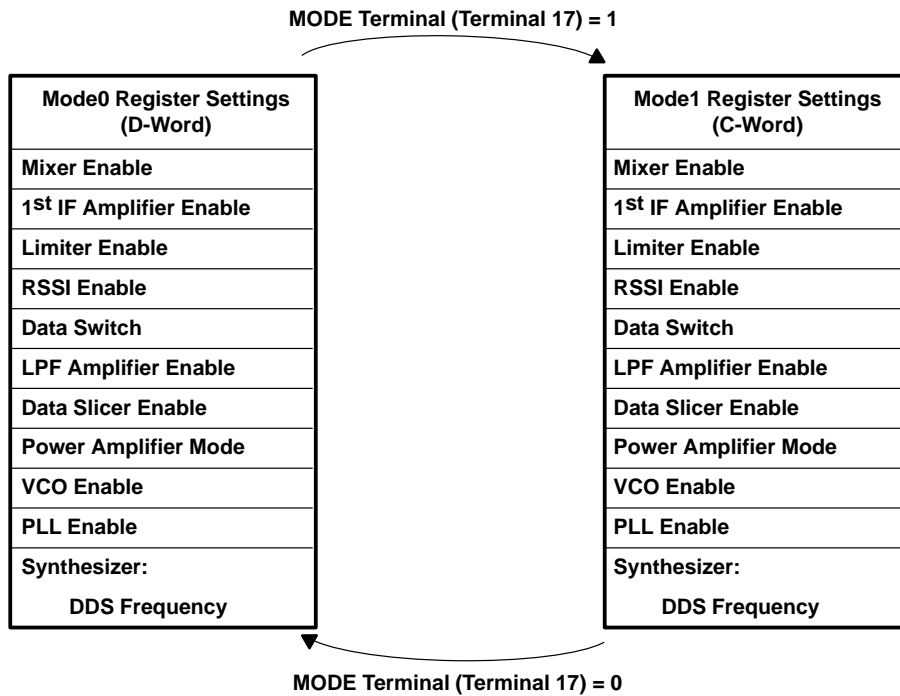 MODE Terminal (Terminal 17) = 1
Mode0 Register Settings
(D-Word)
Mixer Enable
1st IF Amplifier Enable
Limiter Enable
RSSI Enable
Data Switch
LPF Amplifier Enable
Data Slicer Enable
Power Amplifier Mode
VCO Enable
PLL Enable
Synthesizer:
DDS Frequency
Mode1 Register Settings
(C-Word)
Mixer Enable
1st IF Amplifier Enable
Limiter Enable
RSSI Enable
Data Switch
LPF Amplifier Enable
Data Slicer Enable
Power Amplifier Mode
VCO Enable
PLL Enable
Synthesizer:
DDS Frequency
MODE Terminal (Terminal 17) = 0